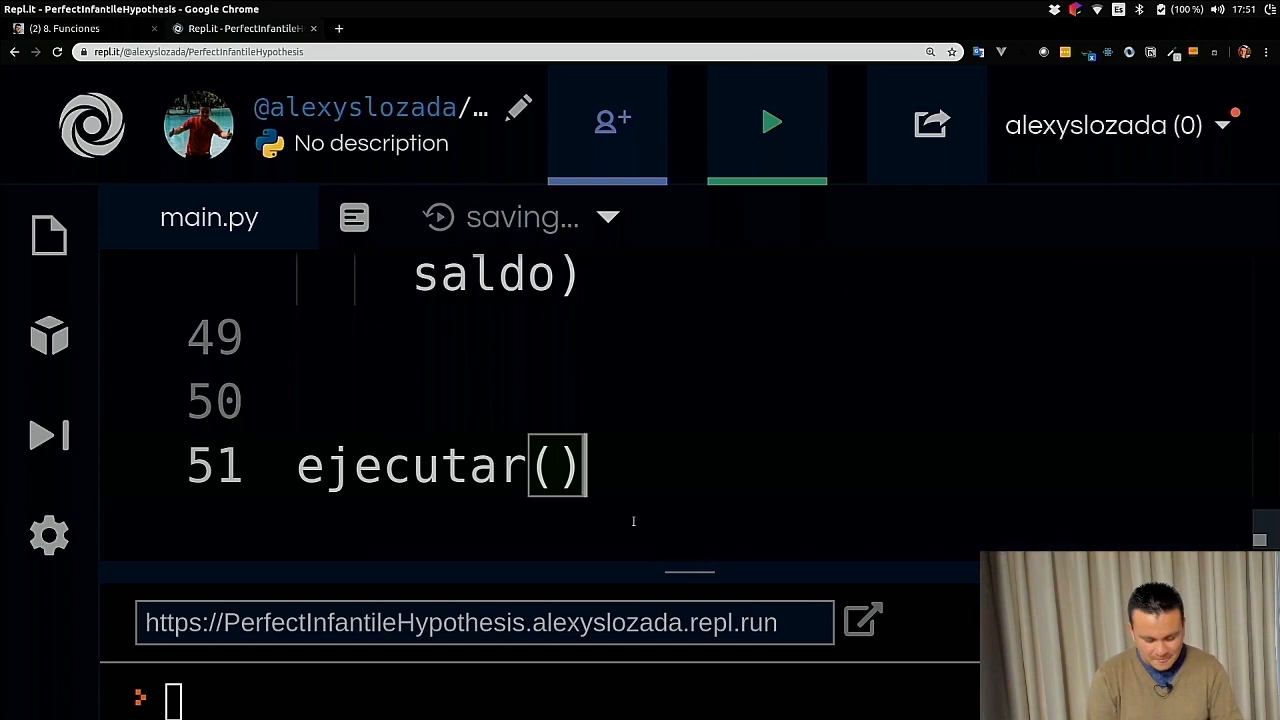 Repl.it - PerfectInfantileHypothesis - Google Chrome
Es
(100 %)
17:51
(2) 8. Funciones
Repl.it - PerfectInfantileH
repl.it/@alexyslozada/PerfectInfantileHypothesis
@alexyslozada/...
No description
alexyslozada (0)
main.py
saving...
saldo)
49
50
51 ejecutar()
https://PerfectInfantileHypothesis.alexyslozada.repl.run